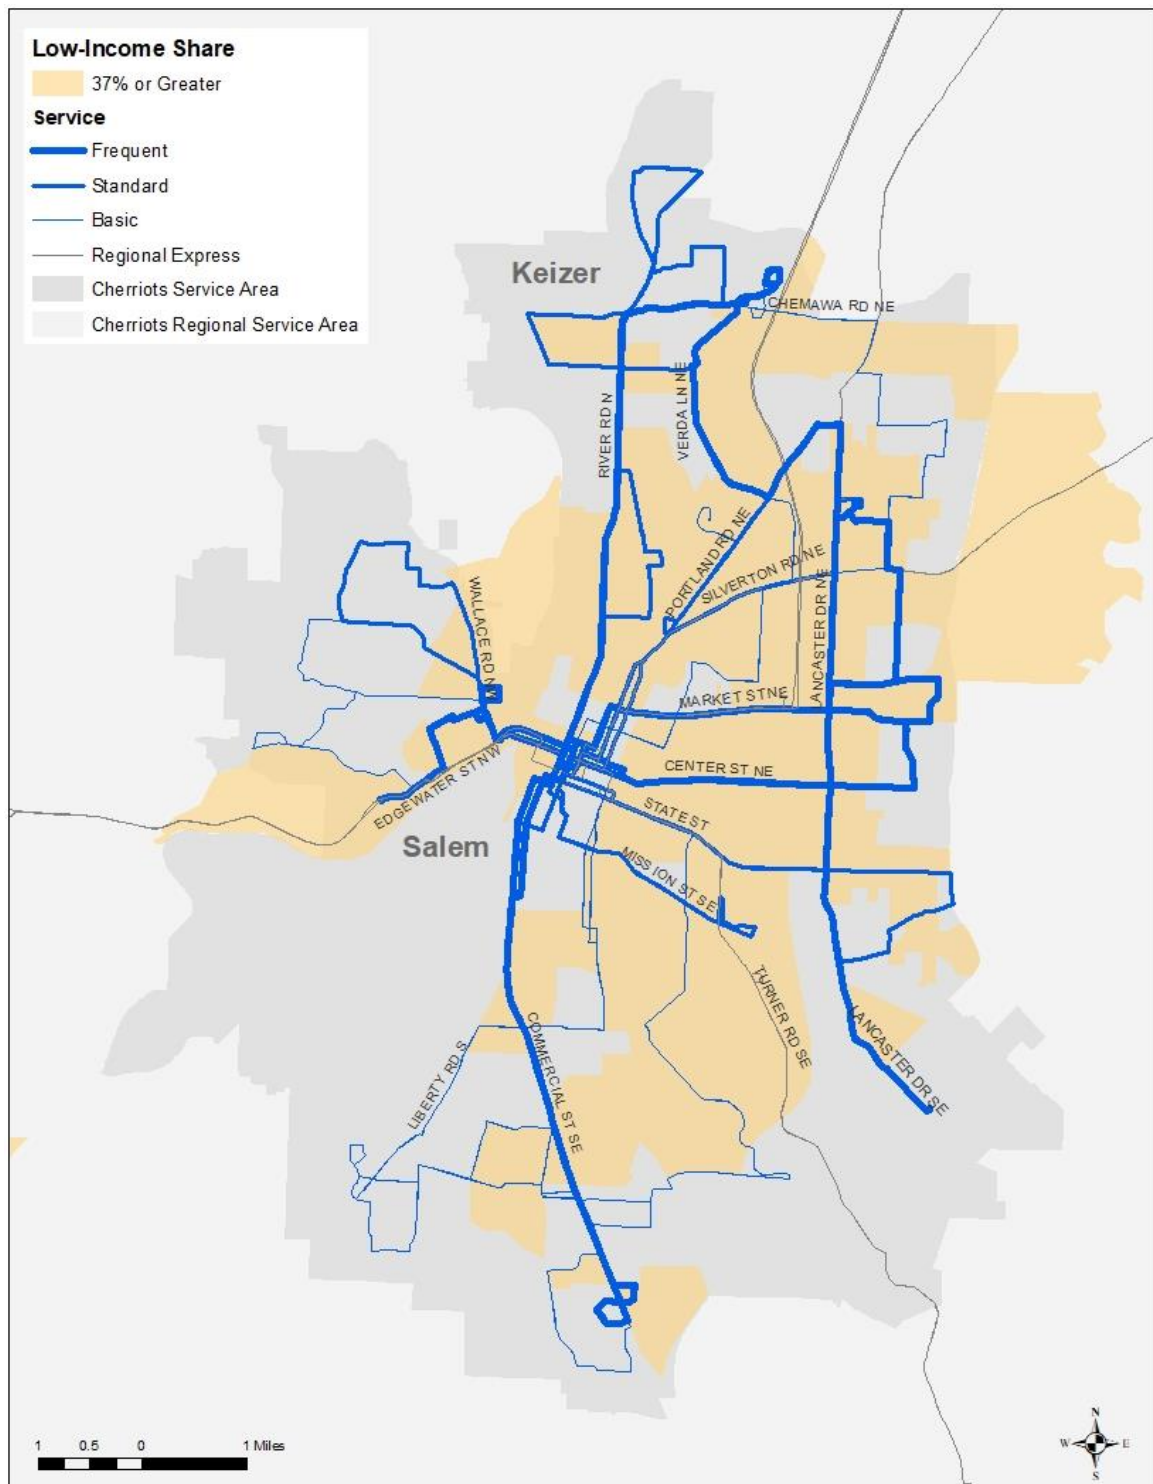 Low-Income Share
37% or Greater
Service
Frequent
Standard
Basic
Regional Express
Cherriots Service Area
Cherriots Regional Service Area
Keizer
CHEMAWA RD NE
RIVER RD N
VERDA LN NE
PORTLAND RD NE
SILVERTON RD NE
WALLACE RD NW
LANCASTER DR NE
MARKET ST NE
CENTER ST NE
EDGEWATER ST NW
STATE ST
Salem
MISSION ST SE
TURNER RD SE
LANCASTER DR SE
COMMERCIAL ST SE
LIBERTY RD S
1 0.5 0 1 Miles
N
W E
S